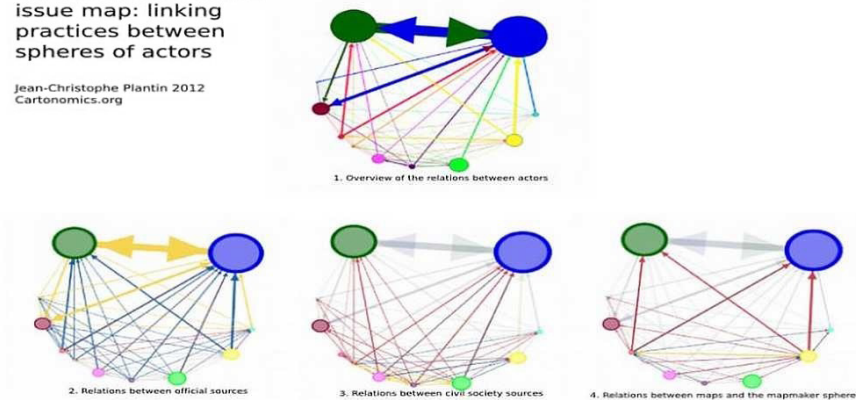 issue map: linking
practices between
spheres of actors
Jean-Christophe Plantin 2012
Cartonomics.org
1. Overview of the relations between actors
2. Relations between official sources
3. Relations between civil society sources
4. Relations between maps and the mapmaker sphere